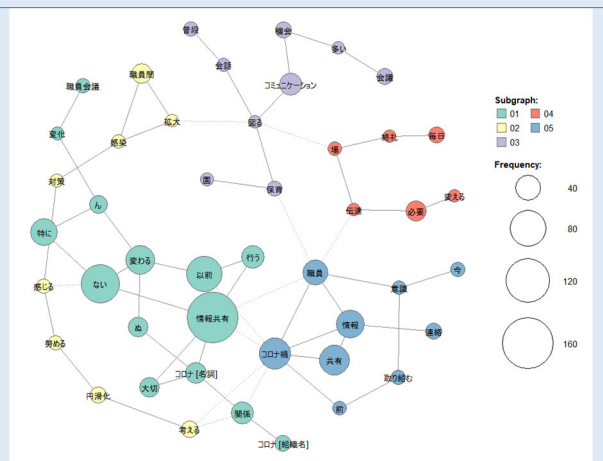 普段
機会
多い
会話
会議
職員間
職員会議
コミュニケーション
拡大
図る
変化
感染
場
終礼
毎日
対策
園
保育
変える
ん
伝達
必要
特に
変わる
行う
職員
今
以前
ない
感じる
意識
情報共有
情報
連絡
ぬ
努める
コロナ禍
共有
コロナ [名詞]
取り組む
大切
円滑化
前
関係
考える
コロナ [組織名]
Subgraph:
01 04
02 05
03
Frequency:
40
80
120
160